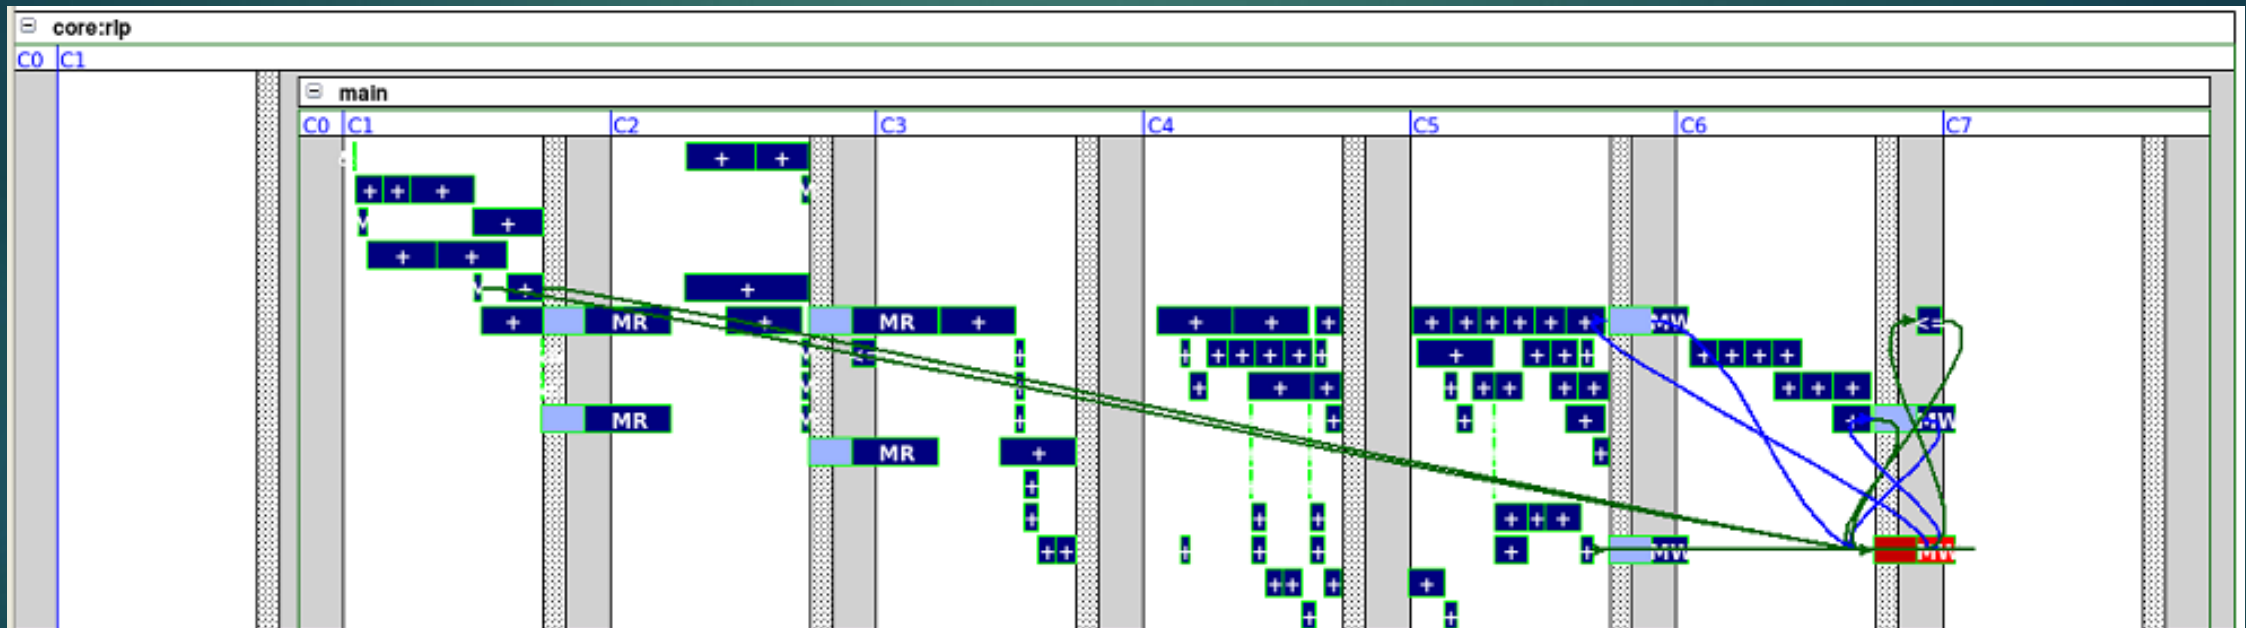 core:rlp
C0 C1
main
C0 C1 C2 C3 C4 C5 C6 C7
+ +
+ + +
+
+ +
+ +
+ MR + MR + + + + + + + + + + MW <=
+ + + + + + + + + + + + + + +
+ + + + + + + + + + + +
MR + + + + + MW
MR + +
+
+ + + + + +
+ + + + + + + MW MW
+ + + +
+ +